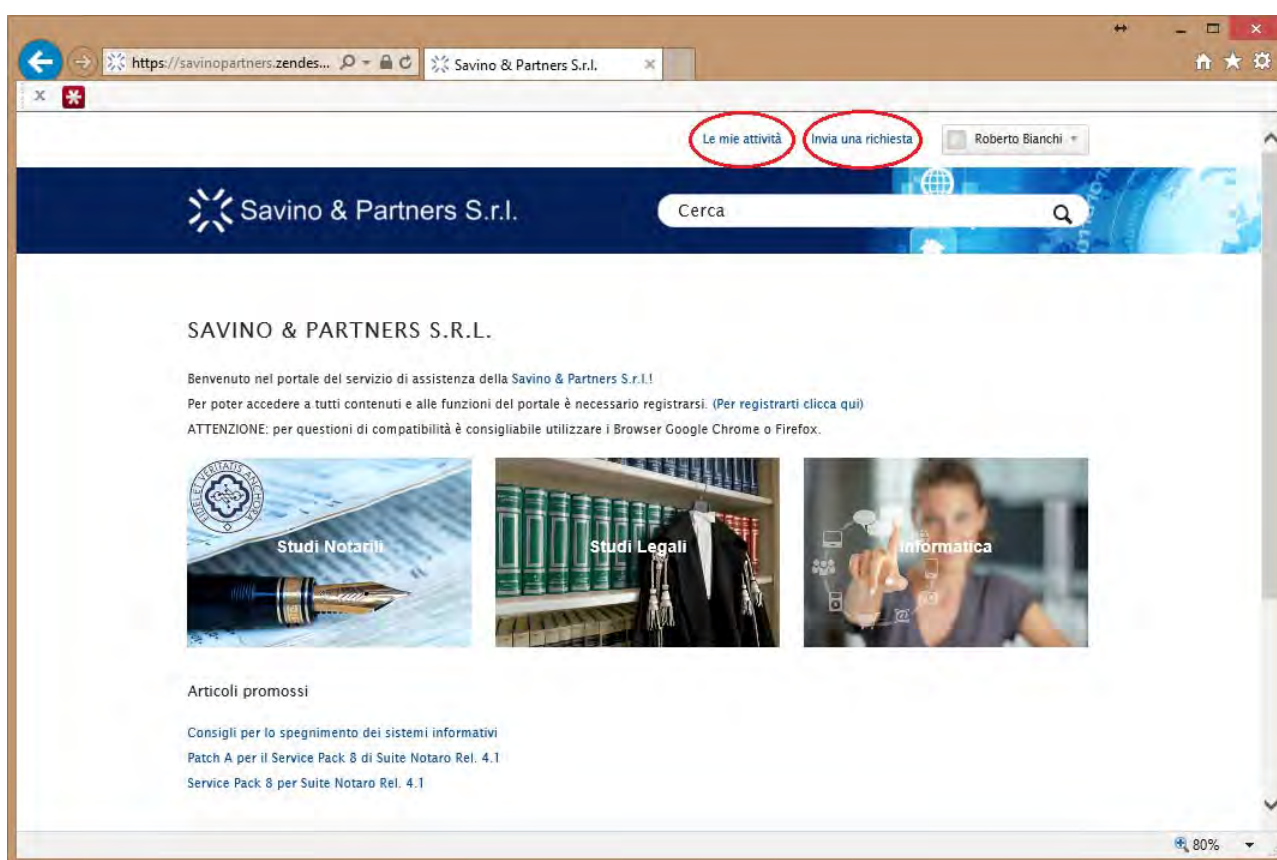 https://savinopartners.zendes...
Savino & Partners S.r.l.
Le mie attività
Invia una richiesta
Roberto Bianchi
Savino & Partners S.r.l.
Cerca
SAVINO & PARTNERS S.R.L.
Benvenuto nel portale del servizio di assistenza della Savino & Partners S.r.l.!
Per poter accedere a tutti contenuti e alle funzioni del portale è necessario registrarsi. (Per registrarti clicca qui)
ATTENZIONE: per questioni di compatibilità è consigliabile utilizzare i Browser Google Chrome o Firefox.
FIDEI ET VERITATIS ANCHORA
Studi Notarili
Studi Legali
Informatica
Articoli promossi
Consigli per lo spegnimento dei sistemi informativi
Patch A per il Service Pack 8 di Suite Notaro Rel. 4.1
Service Pack 8 per Suite Notaro Rel. 4.1
80%